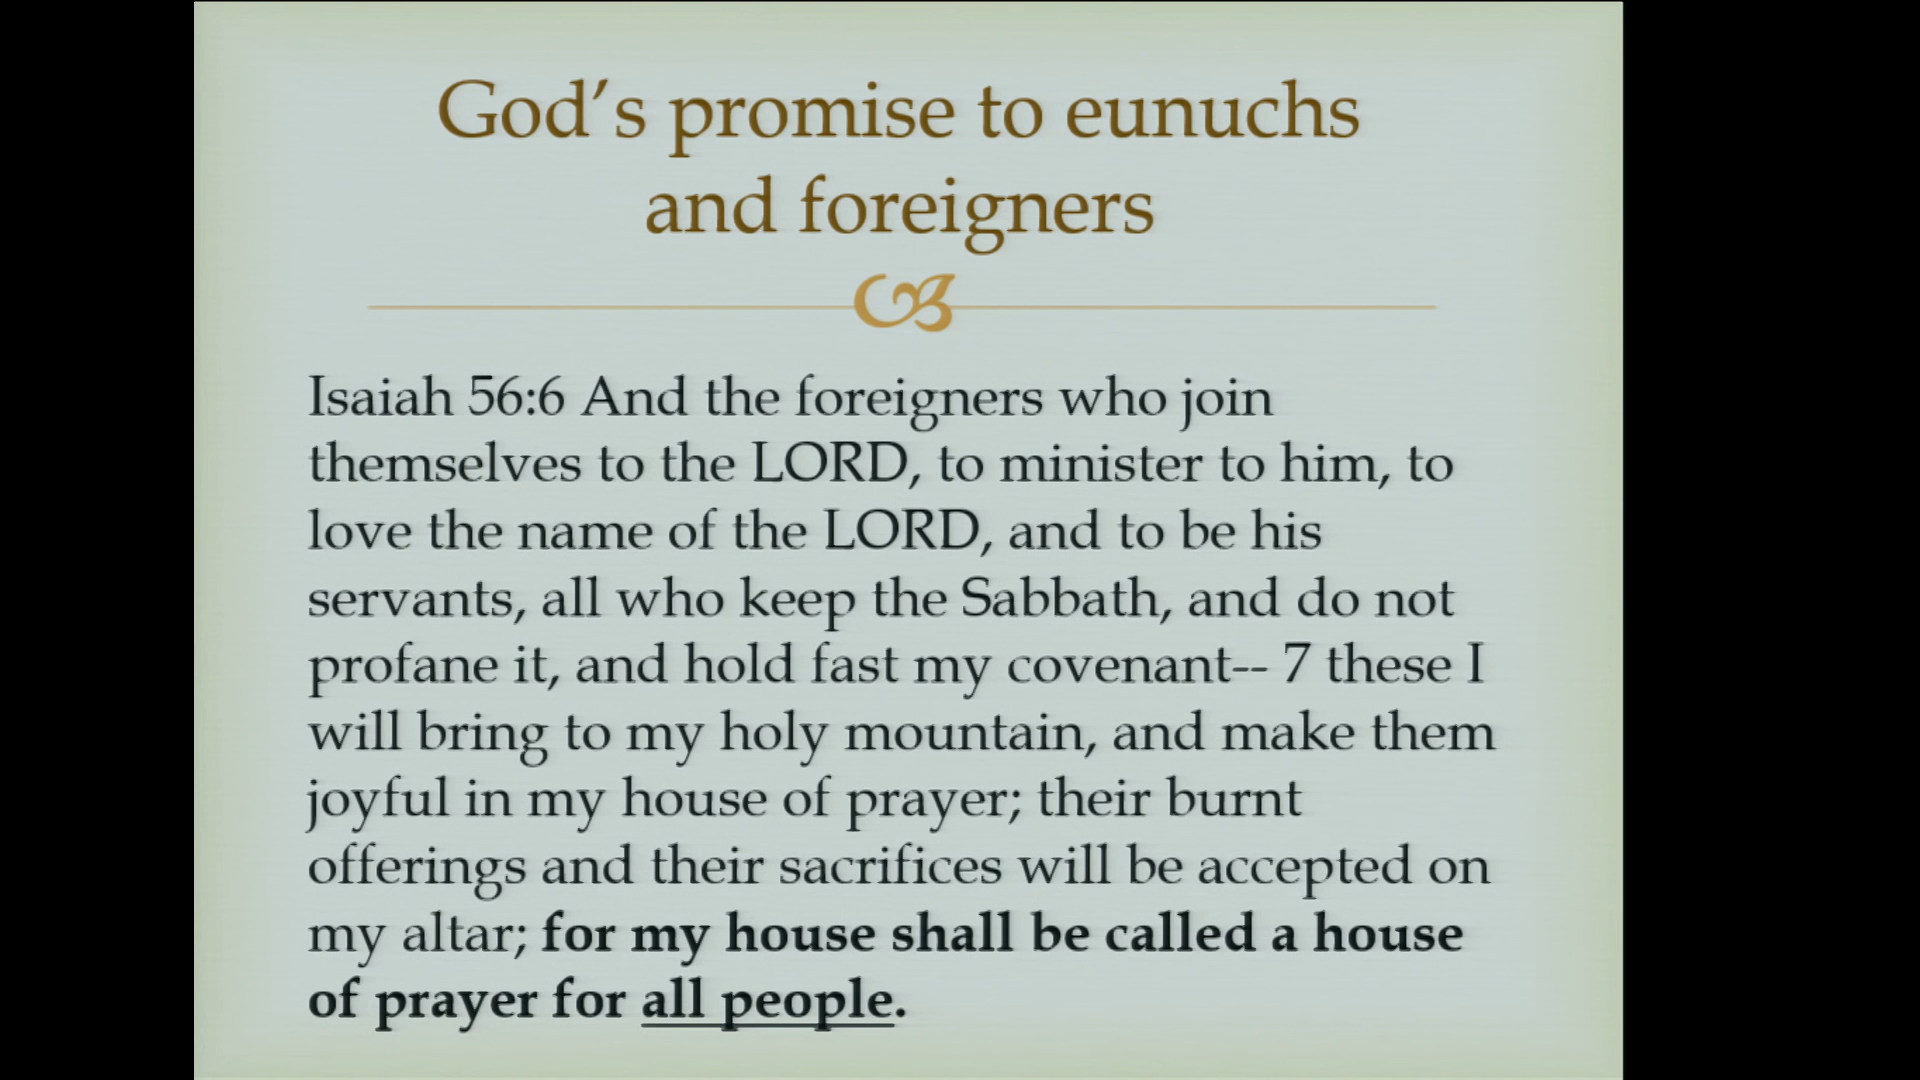 God’s promise to eunuchs
and foreigners
Isaiah 56:6 And the foreigners who join
themselves to the LORD, to minister to him, to
love the name of the LORD, and to be his
servants, all who keep the Sabbath, and do not
profane it, and hold fast my covenant-- 7 these I
will bring to my holy mountain, and make them
joyful in my house of prayer; their burnt
offerings and their sacrifices will be accepted on
my altar; for my house shall be called a house
of prayer for all people.